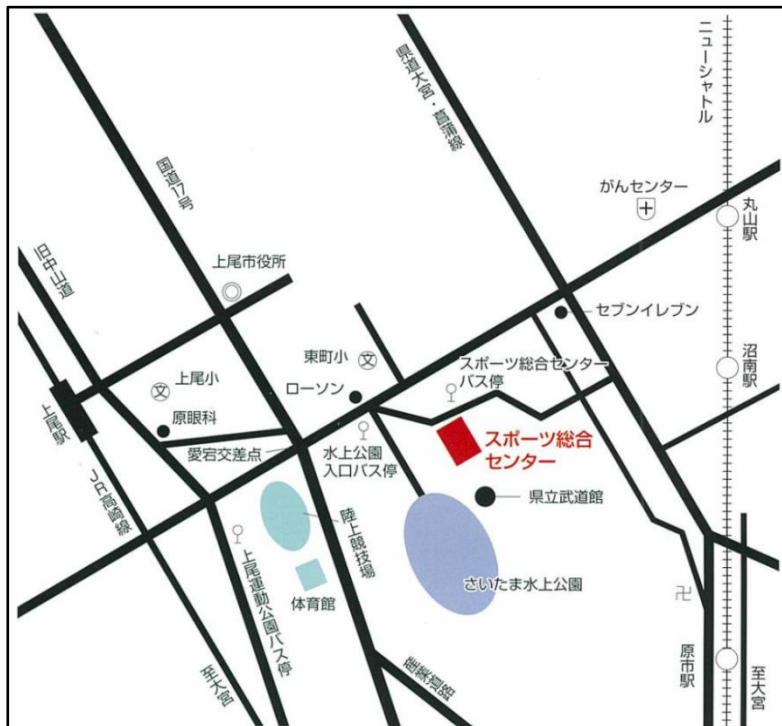 ニューシャトル
県道大宮・菖蒲線
国道17号
がんセンター
丸山駅
旧中山道
上尾市役所
セブンイレブン
東町小
スポーツ総合センター
バス停
沼南駅
文
上尾小
文
ローソン
原眼科
上尾駅
愛宕交差点
水上公園
入口バス停
スポーツ総合
センター
JR高崎線
県立武道館
陸上競技場
上尾運動公園バス停
体育館
さいたま水上公園
卍
原市駅
至大宮
産業道路
至大宮